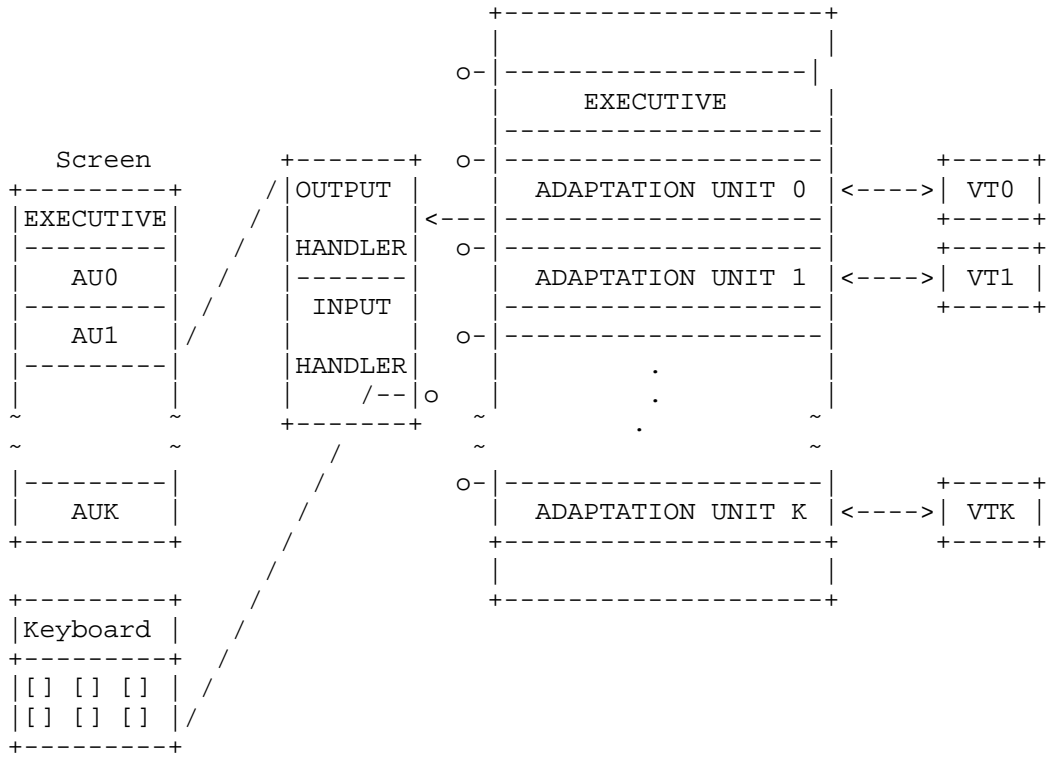 EXECUTIVE
Screen
OUTPUT ADAPTATION UNIT 0 VT0
EXECUTIVE
HANDLER
AU0 ADAPTATION UNIT 1 VT1
INPUT
AU1
HANDLER
AUK ADAPTATION UNIT K VTK
Keyboard
[] [] []
[] [] []